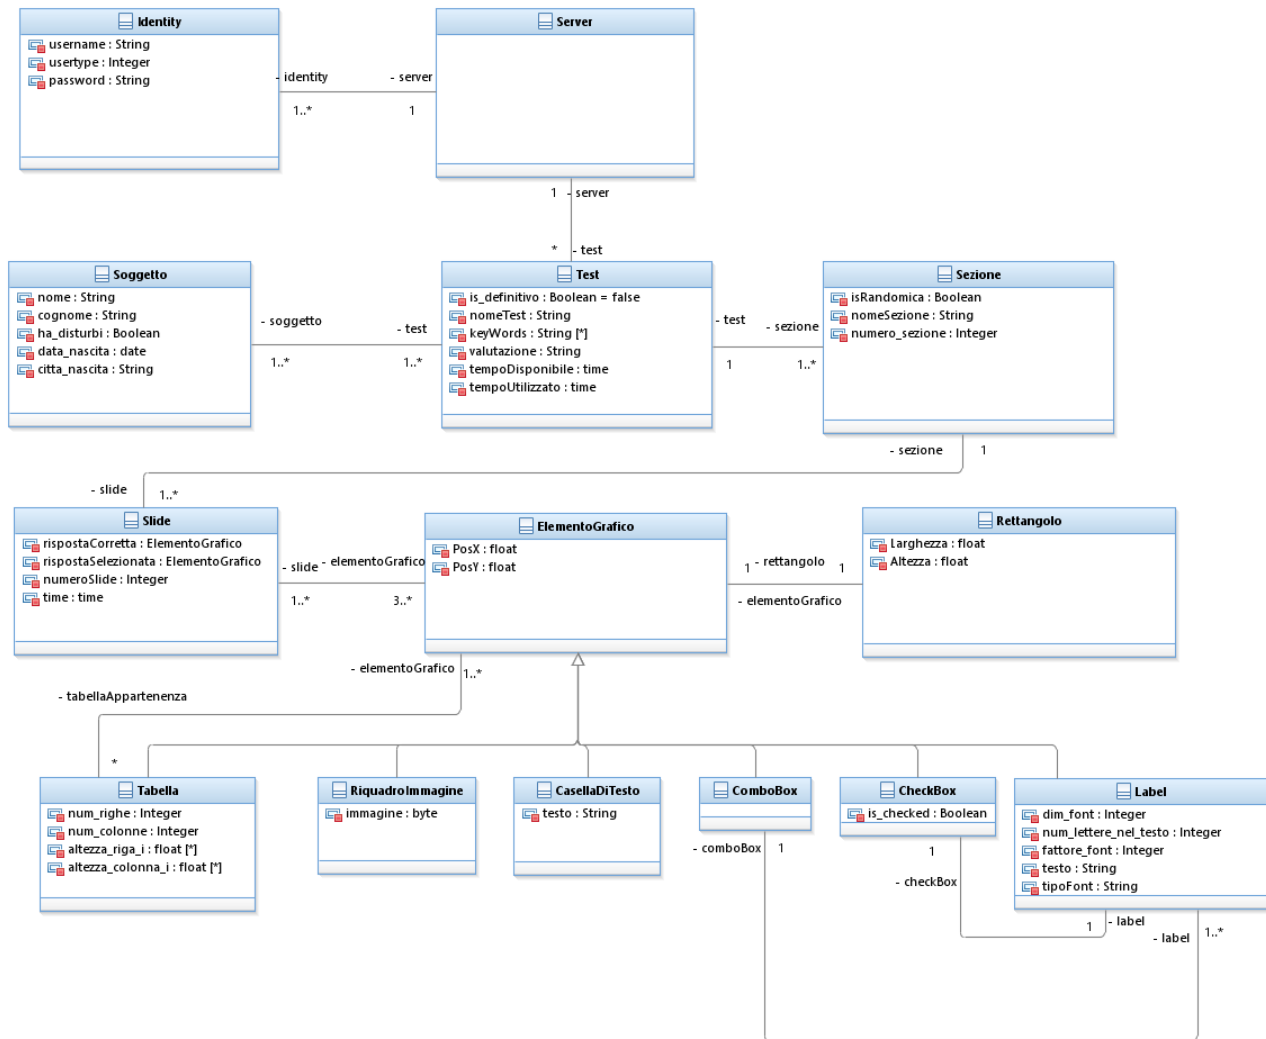 Identity
username : String
usertype : Integer
password : String
- identity
1..*
- server
1
Server
1
- server
*
- test
Soggetto
nome : String
cognome : String
ha_disturbi : Boolean
data_nascita : date
citta_nascita : String
- soggetto
1..*
- test
1..*
Test
is_definitivo : Boolean = false
nomeTest : String
keyWords : String [*]
valutazione : String
tempoDisponibile : time
tempoUtilizzato : time
- test
1
- sezione
1..*
Sezione
isRandomica : Boolean
nomeSezione : String
numero_sezione : Integer
- sezione
1
- slide
1..*
Slide
rispostaCorretta : ElementoGrafico
rispostaSelezionata : ElementoGrafico
numeroSlide : Integer
time : time
- slide
1..*
- elementoGrafico
3..*
ElementoGrafico
PosX : float
PosY : float
1
- rettangolo
1
- elementoGrafico
Rettangolo
Larghezza : float
Altezza : float
- elementoGrafico
1..*
- tabellaAppartenenza
*
Tabella
num_righe : Integer
num_colonne : Integer
altezza_riga_i : float [*]
altezza_colonna_i : float [*]
RiquadroImmagine
immagine : byte
CasellaDiTesto
testo : String
ComboBox
- comboBox
1
CheckBox
is_checked : Boolean
1
- checkBox
Label
dim_font : Integer
num_lettere_nel_testo : Integer
fattore_font : Integer
testo : String
tipoFont : String
1
- label
- label
1..*